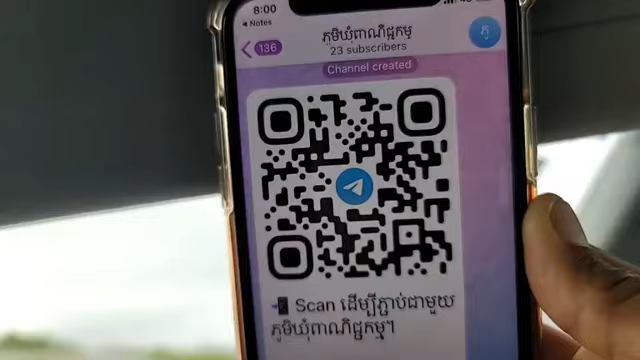 8:00
◀ Notes
136
ភូមិឃុំពាណិជ្ជកម្ម
23 subscribers
ភូ
Channel created
📲 Scan ដើម្បីភ្ជាប់ជាមួយ
ភូមិឃុំពាណិជ្ជកម្ម។